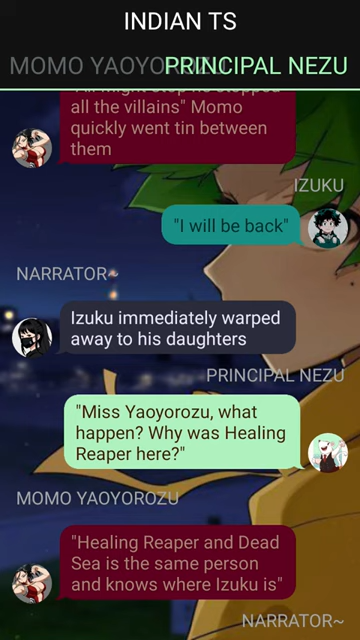 INDIAN TS
MOMO YAOYOROZU PRINCIPAL NEZU
all the villains" Momo
quickly went tin between
them
IZUKU
"I will be back"
NARRATOR~
Izuku immediately warped
away to his daughters
PRINCIPAL NEZU
"Miss Yaoyorozu, what
happen? Why was Healing
Reaper here?"
MOMO YAOYOROZU
"Healing Reaper and Dead
Sea is the same person
and knows where Izuku is"
NARRATOR~